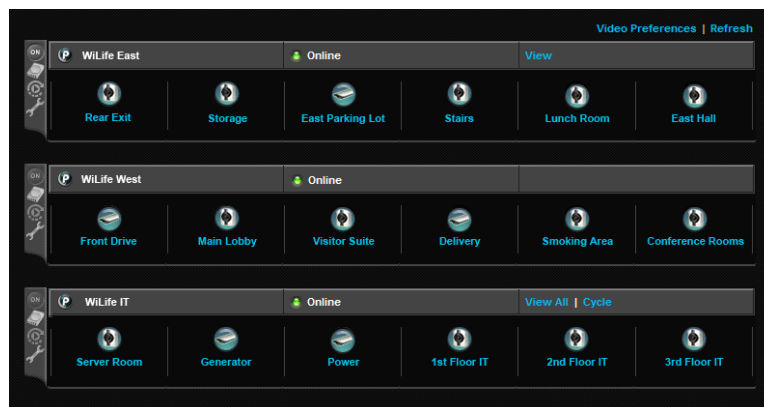 Video Preferences | Refresh
ON P WiLife East Online View
Rear Exit Storage East Parking Lot Stairs Lunch Room East Hall
ON P WiLife West Online
Front Drive Main Lobby Visitor Suite Delivery Smoking Area Conference Rooms
ON P WiLife IT Online View All | Cycle
Server Room Generator Power 1st Floor IT 2nd Floor IT 3rd Floor IT